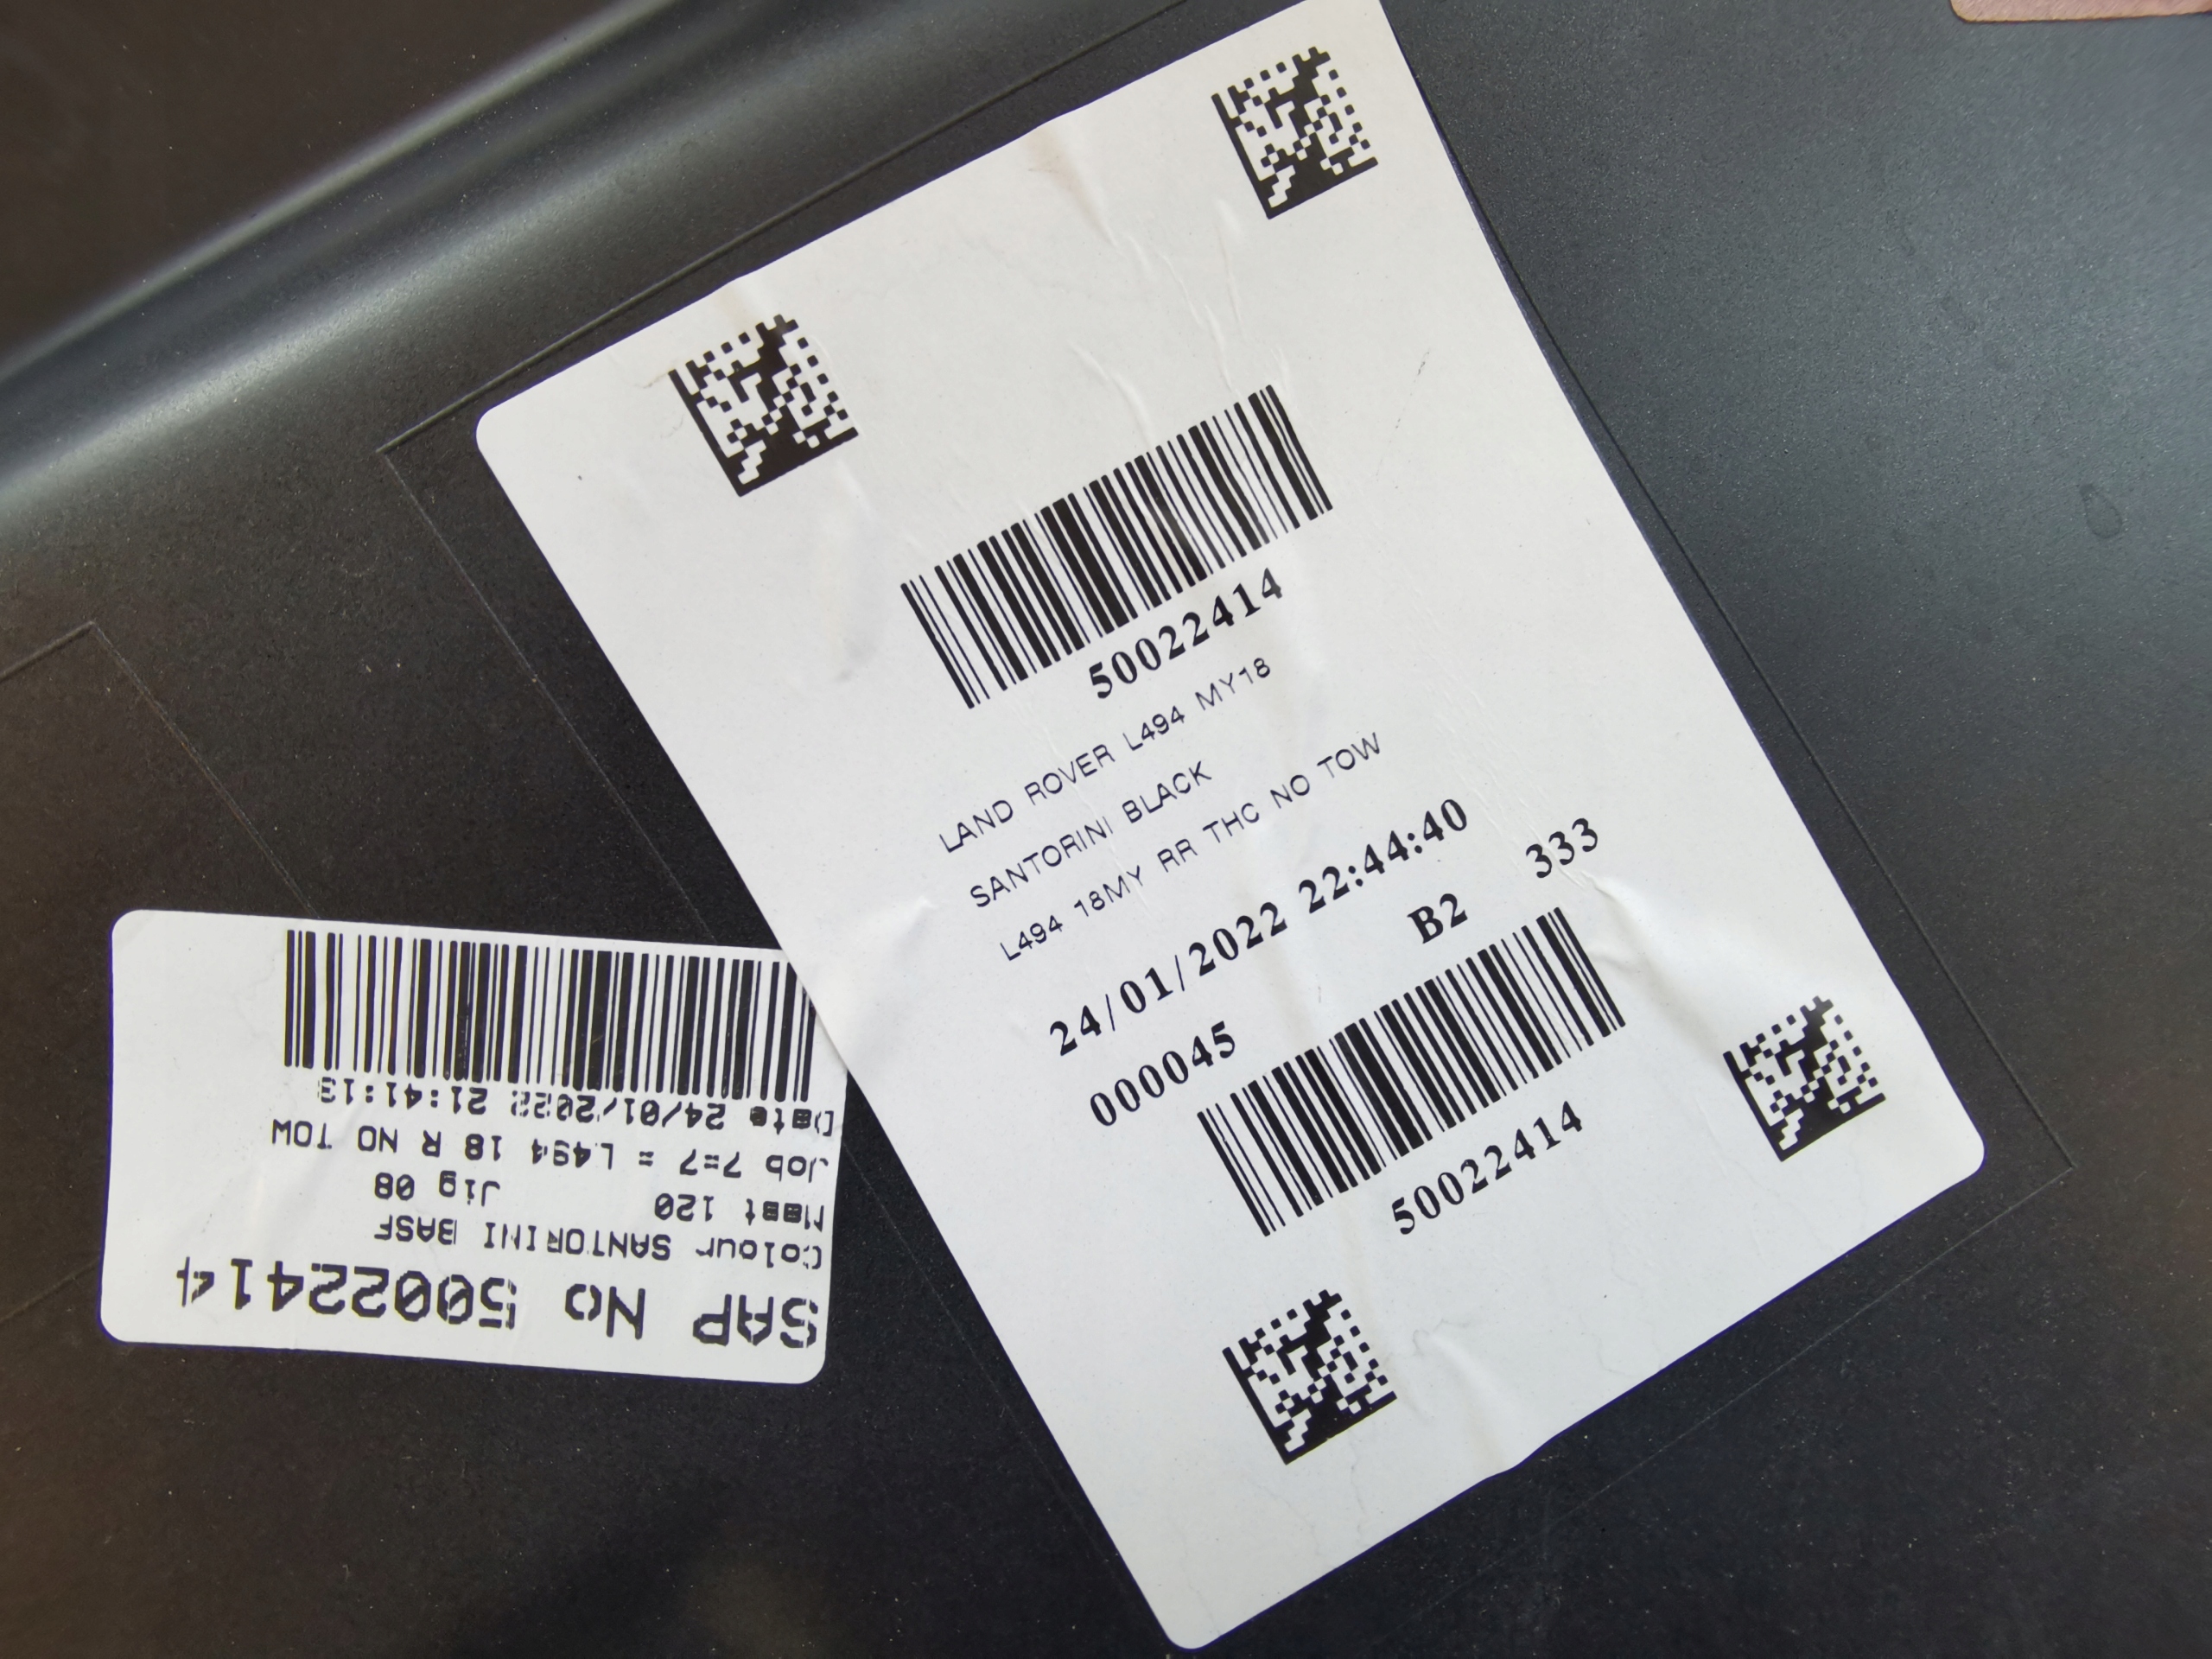 50022414
LAND ROVER L494 MY18
SANTORINI BLACK
L494 18MY RR THC NO TOW
24/01/2022 22:44:40
000045 B2 333
50022414
SAP No 50022414
Colour SANTORINI BASF
Mast 120 Jig 08
Job 7=7 = L494 18 R NO TOW
Date 24/01/2022 21:41:13